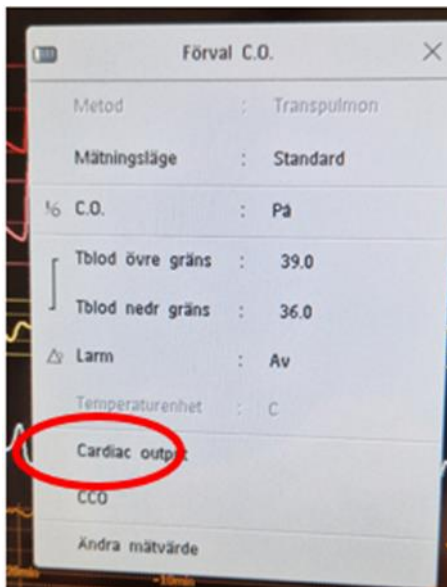 Förval C.O.
Metod : Transpulmon
Mätningsläge : Standard
C.O. : På
Tblod övre gräns : 39.0
Tblod nedr gräns : 36.0
Larm : Av
Temperaturenhet : C
Cardiac output
CCO
Ändra mätvärde
-10min